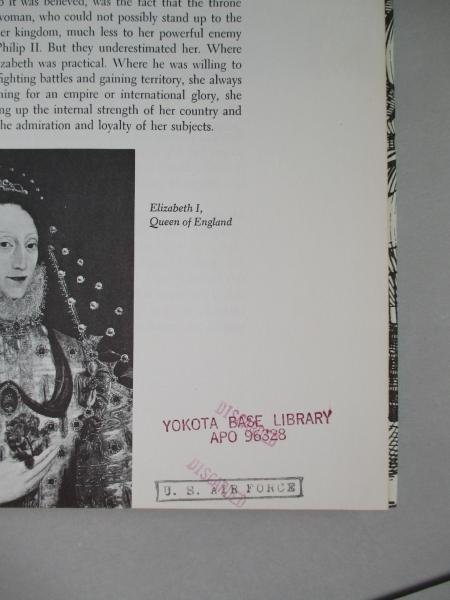 o it was believed, was the fact that the throne
woman, who could not possibly stand up to the
er kingdom, much less to her powerful enemy
Philip II. But they underestimated her. Where
zabeth was practical. Where he was willing to
fighting battles and gaining territory, she always
ning for an empire or international glory, she
ng up the internal strength of her country and
he admiration and loyalty of her subjects.
Elizabeth I,
Queen of England
DISCARDED
YOKOTA BASE LIBRARY
APO 96328
DISCARDED
U. S. AIR FORCE